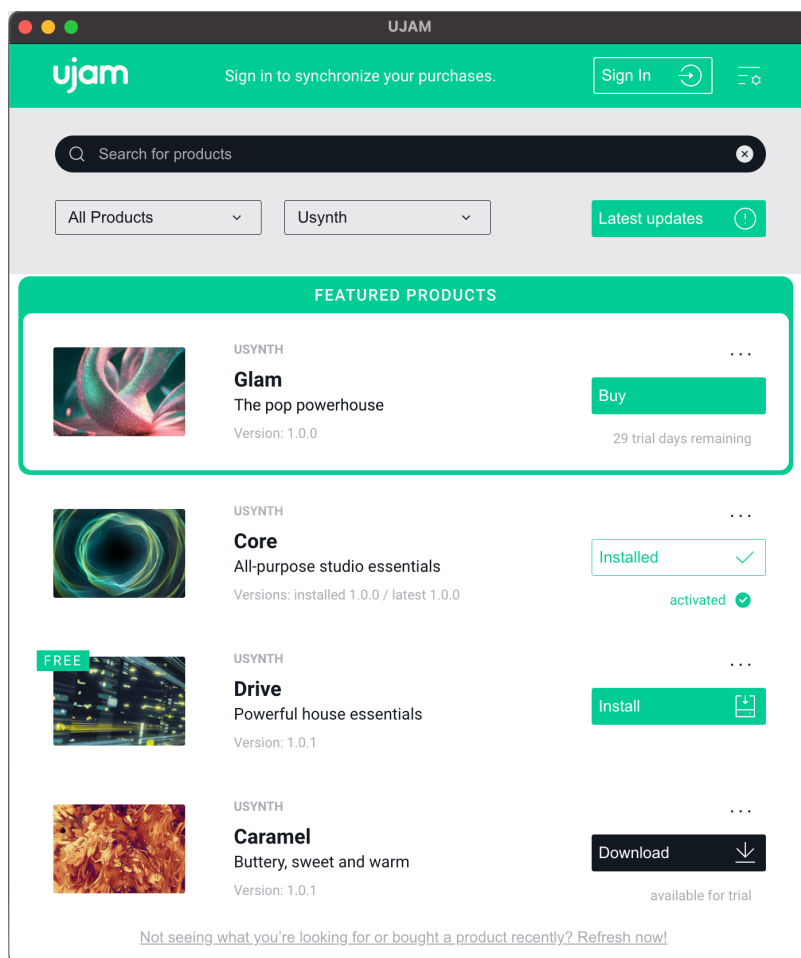 UJAM
ujam
Sign in to synchronize your purchases.
Sign In
Search for products
All Products
Usynth
Latest updates
FEATURED PRODUCTS
USYNTH
...
Glam
The pop powerhouse
Buy
Version: 1.0.0
29 trial days remaining
USYNTH
...
Core
All-purpose studio essentials
Installed
Versions: installed 1.0.0 / latest 1.0.0
activated
FREE
USYNTH
...
Drive
Powerful house essentials
Install
Version: 1.0.1
USYNTH
...
Caramel
Buttery, sweet and warm
Download
Version: 1.0.1
available for trial
Not seeing what you’re looking for or bought a product recently? Refresh now!